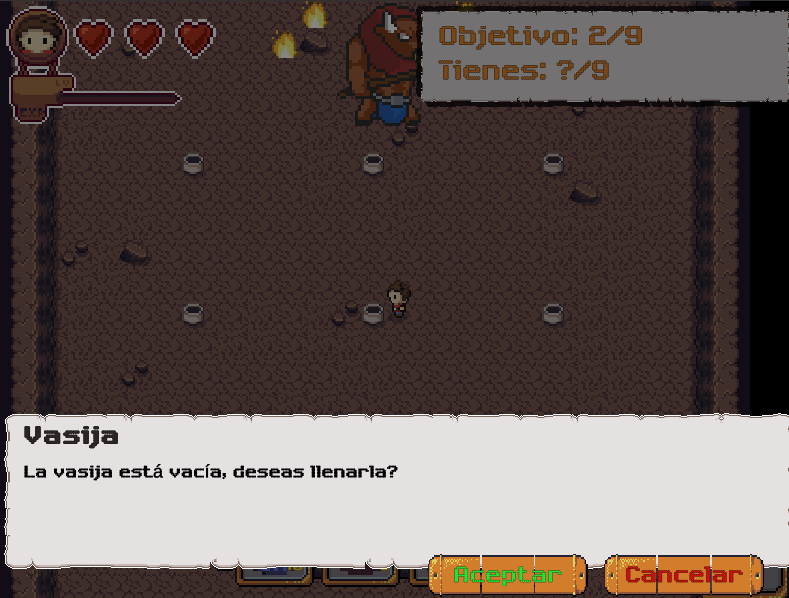 Objetivo: 2/9
Tienes: ?/9
Vasija
La vasija está vacía, deseas llenarla?
Aceptar
Cancelar